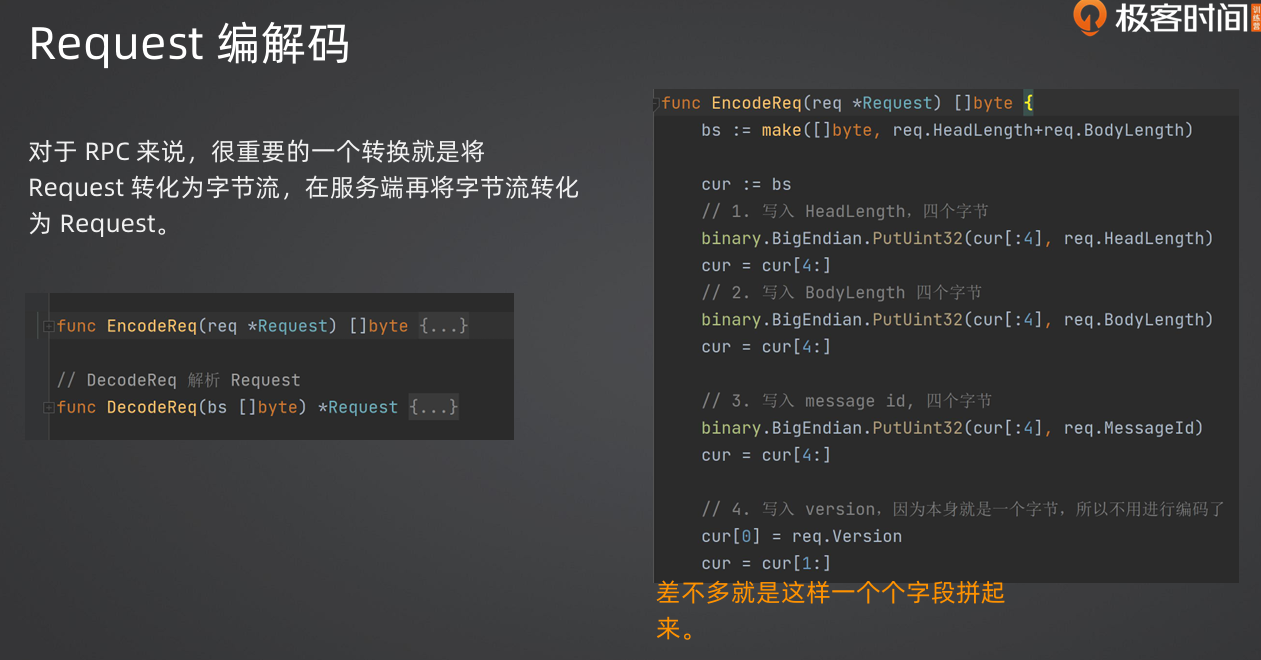 Request 编解码
极客时间
训练营
对于 RPC 来说，很重要的一个转换就是将
Request 转化为字节流，在服务端再将字节流转化
为 Request。
func EncodeReq(req *Request) []byte {...}
// DecodeReq 解析 Request
func DecodeReq(bs []byte) *Request {...}
func EncodeReq(req *Request) []byte {
bs := make([]byte, req.HeadLength+req.BodyLength)
cur := bs
// 1. 写入 HeadLength，四个字节
binary.BigEndian.PutUint32(cur[:4], req.HeadLength)
cur = cur[4:]
// 2. 写入 BodyLength 四个字节
binary.BigEndian.PutUint32(cur[:4], req.BodyLength)
cur = cur[4:]
// 3. 写入 message id, 四个字节
binary.BigEndian.PutUint32(cur[:4], req.MessageId)
cur = cur[4:]
// 4. 写入 version，因为本身就是一个字节，所以不用进行编码了
cur[0] = req.Version
cur = cur[1:]
差不多就是这样一个个字段拼起
来。